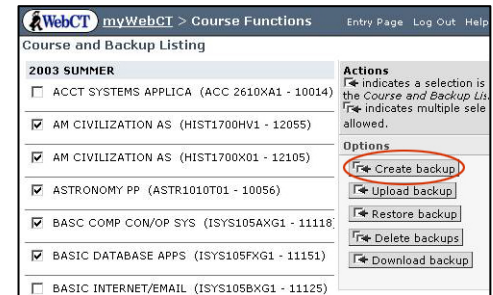 WebCT myWebCT > Course Functions Entry Page Log Out Help
Course and Backup Listing
2003 SUMMER
ACCT SYSTEMS APPLICA (ACC 2610XA1 - 10014)
AM CIVILIZATION AS (HIST1700HV1 - 12055)
AM CIVILIZATION AS (HIST1700X01 - 12105)
ASTRONOMY PP (ASTR1010T01 - 10056)
BASC COMP CON/OP SYS (ISYS105AXG1 - 11118)
BASIC DATABASE APPS (ISYS105FXG1 - 11151)
BASIC INTERNET/EMAIL (ISYS105BXG1 - 11125)
Actions
indicates a selection is
the Course and Backup Lis
indicates multiple sele
allowed.
Options
Create backup
Upload backup
Restore backup
Delete backups
Download backup